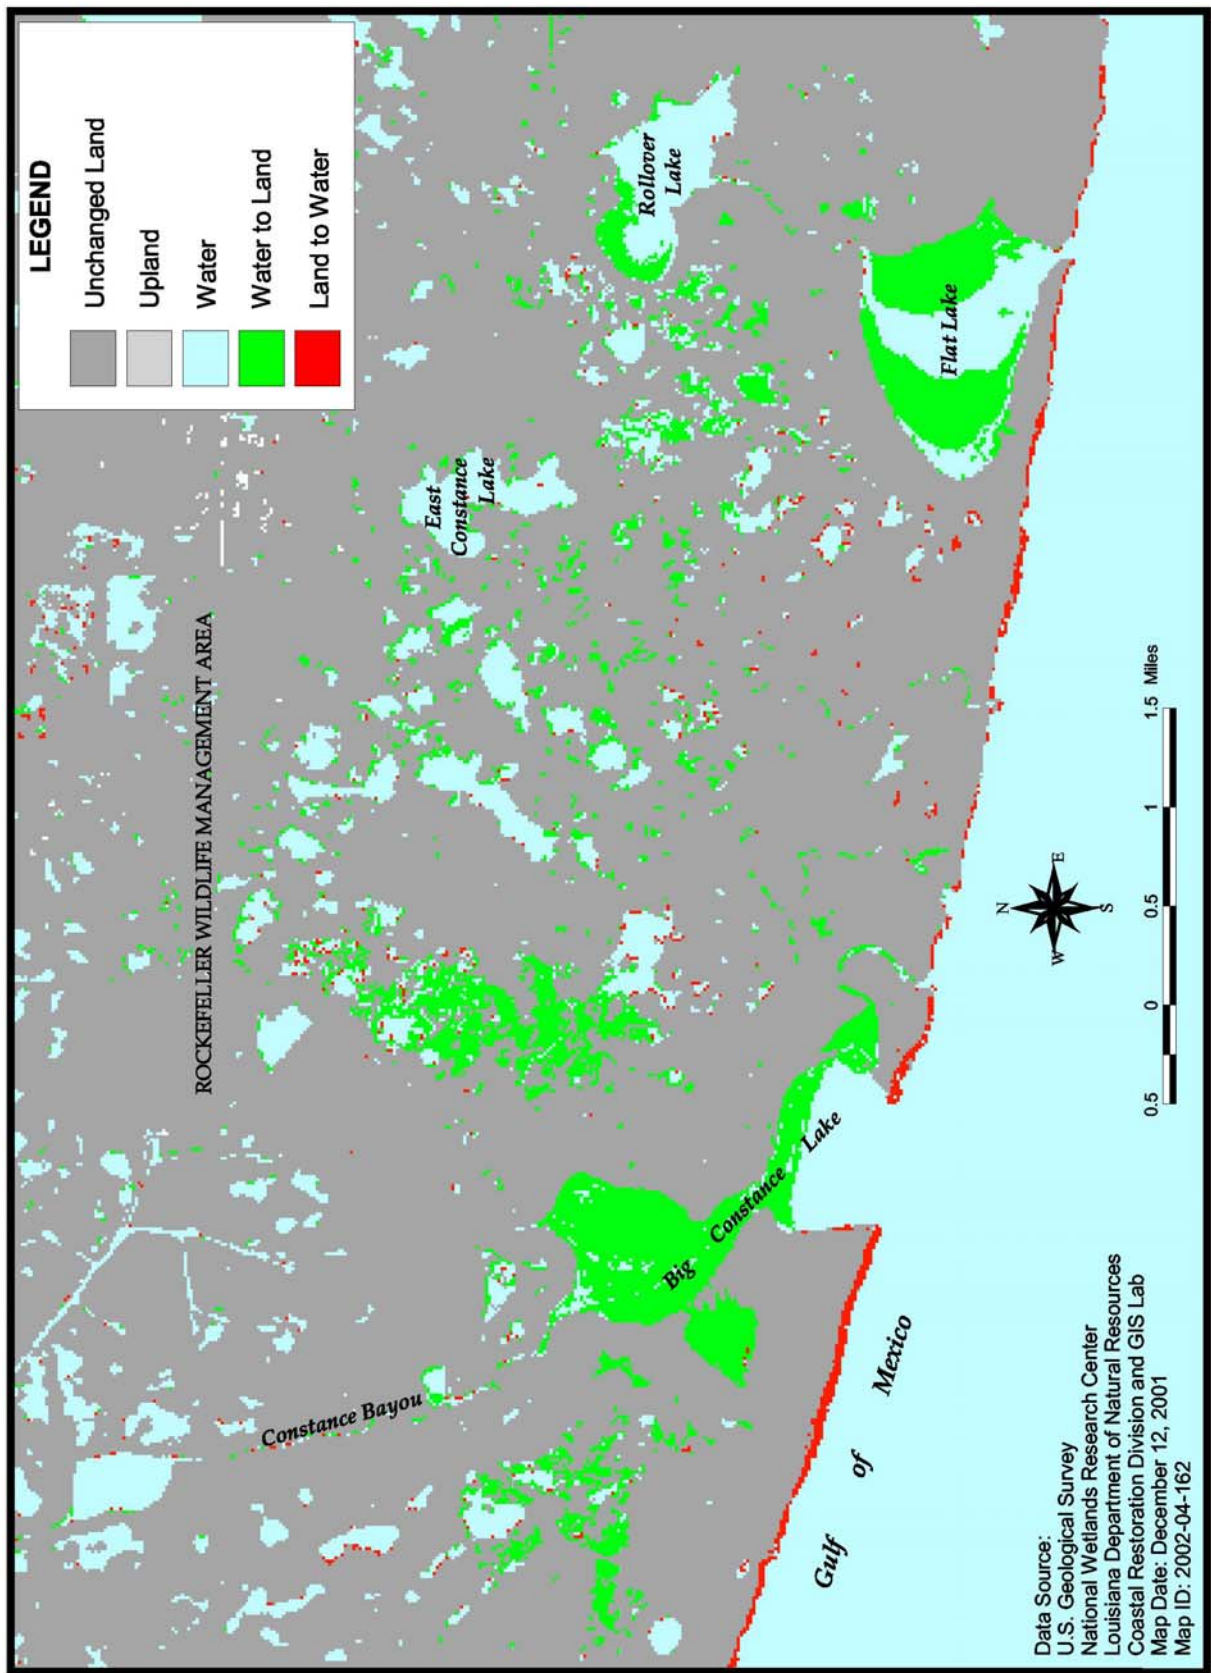 LEGEND
Unchanged Land
Upland
Water
Water to Land
Land to Water
ROCKEFELLER WILDLIFE MANAGEMENT AREA
Constance Bayou
East
Constance
Lake
Rollover
Lake
Flat Lake
Big Constance Lake
Gulf of Mexico
N
W E
S
0.5 0 0.5 1 1.5 Miles
Data Source:
U.S. Geological Survey
National Wetlands Research Center
Louisiana Department of Natural Resources
Coastal Restoration Division and GIS Lab
Map Date: December 12, 2001
Map ID: 2002-04-162